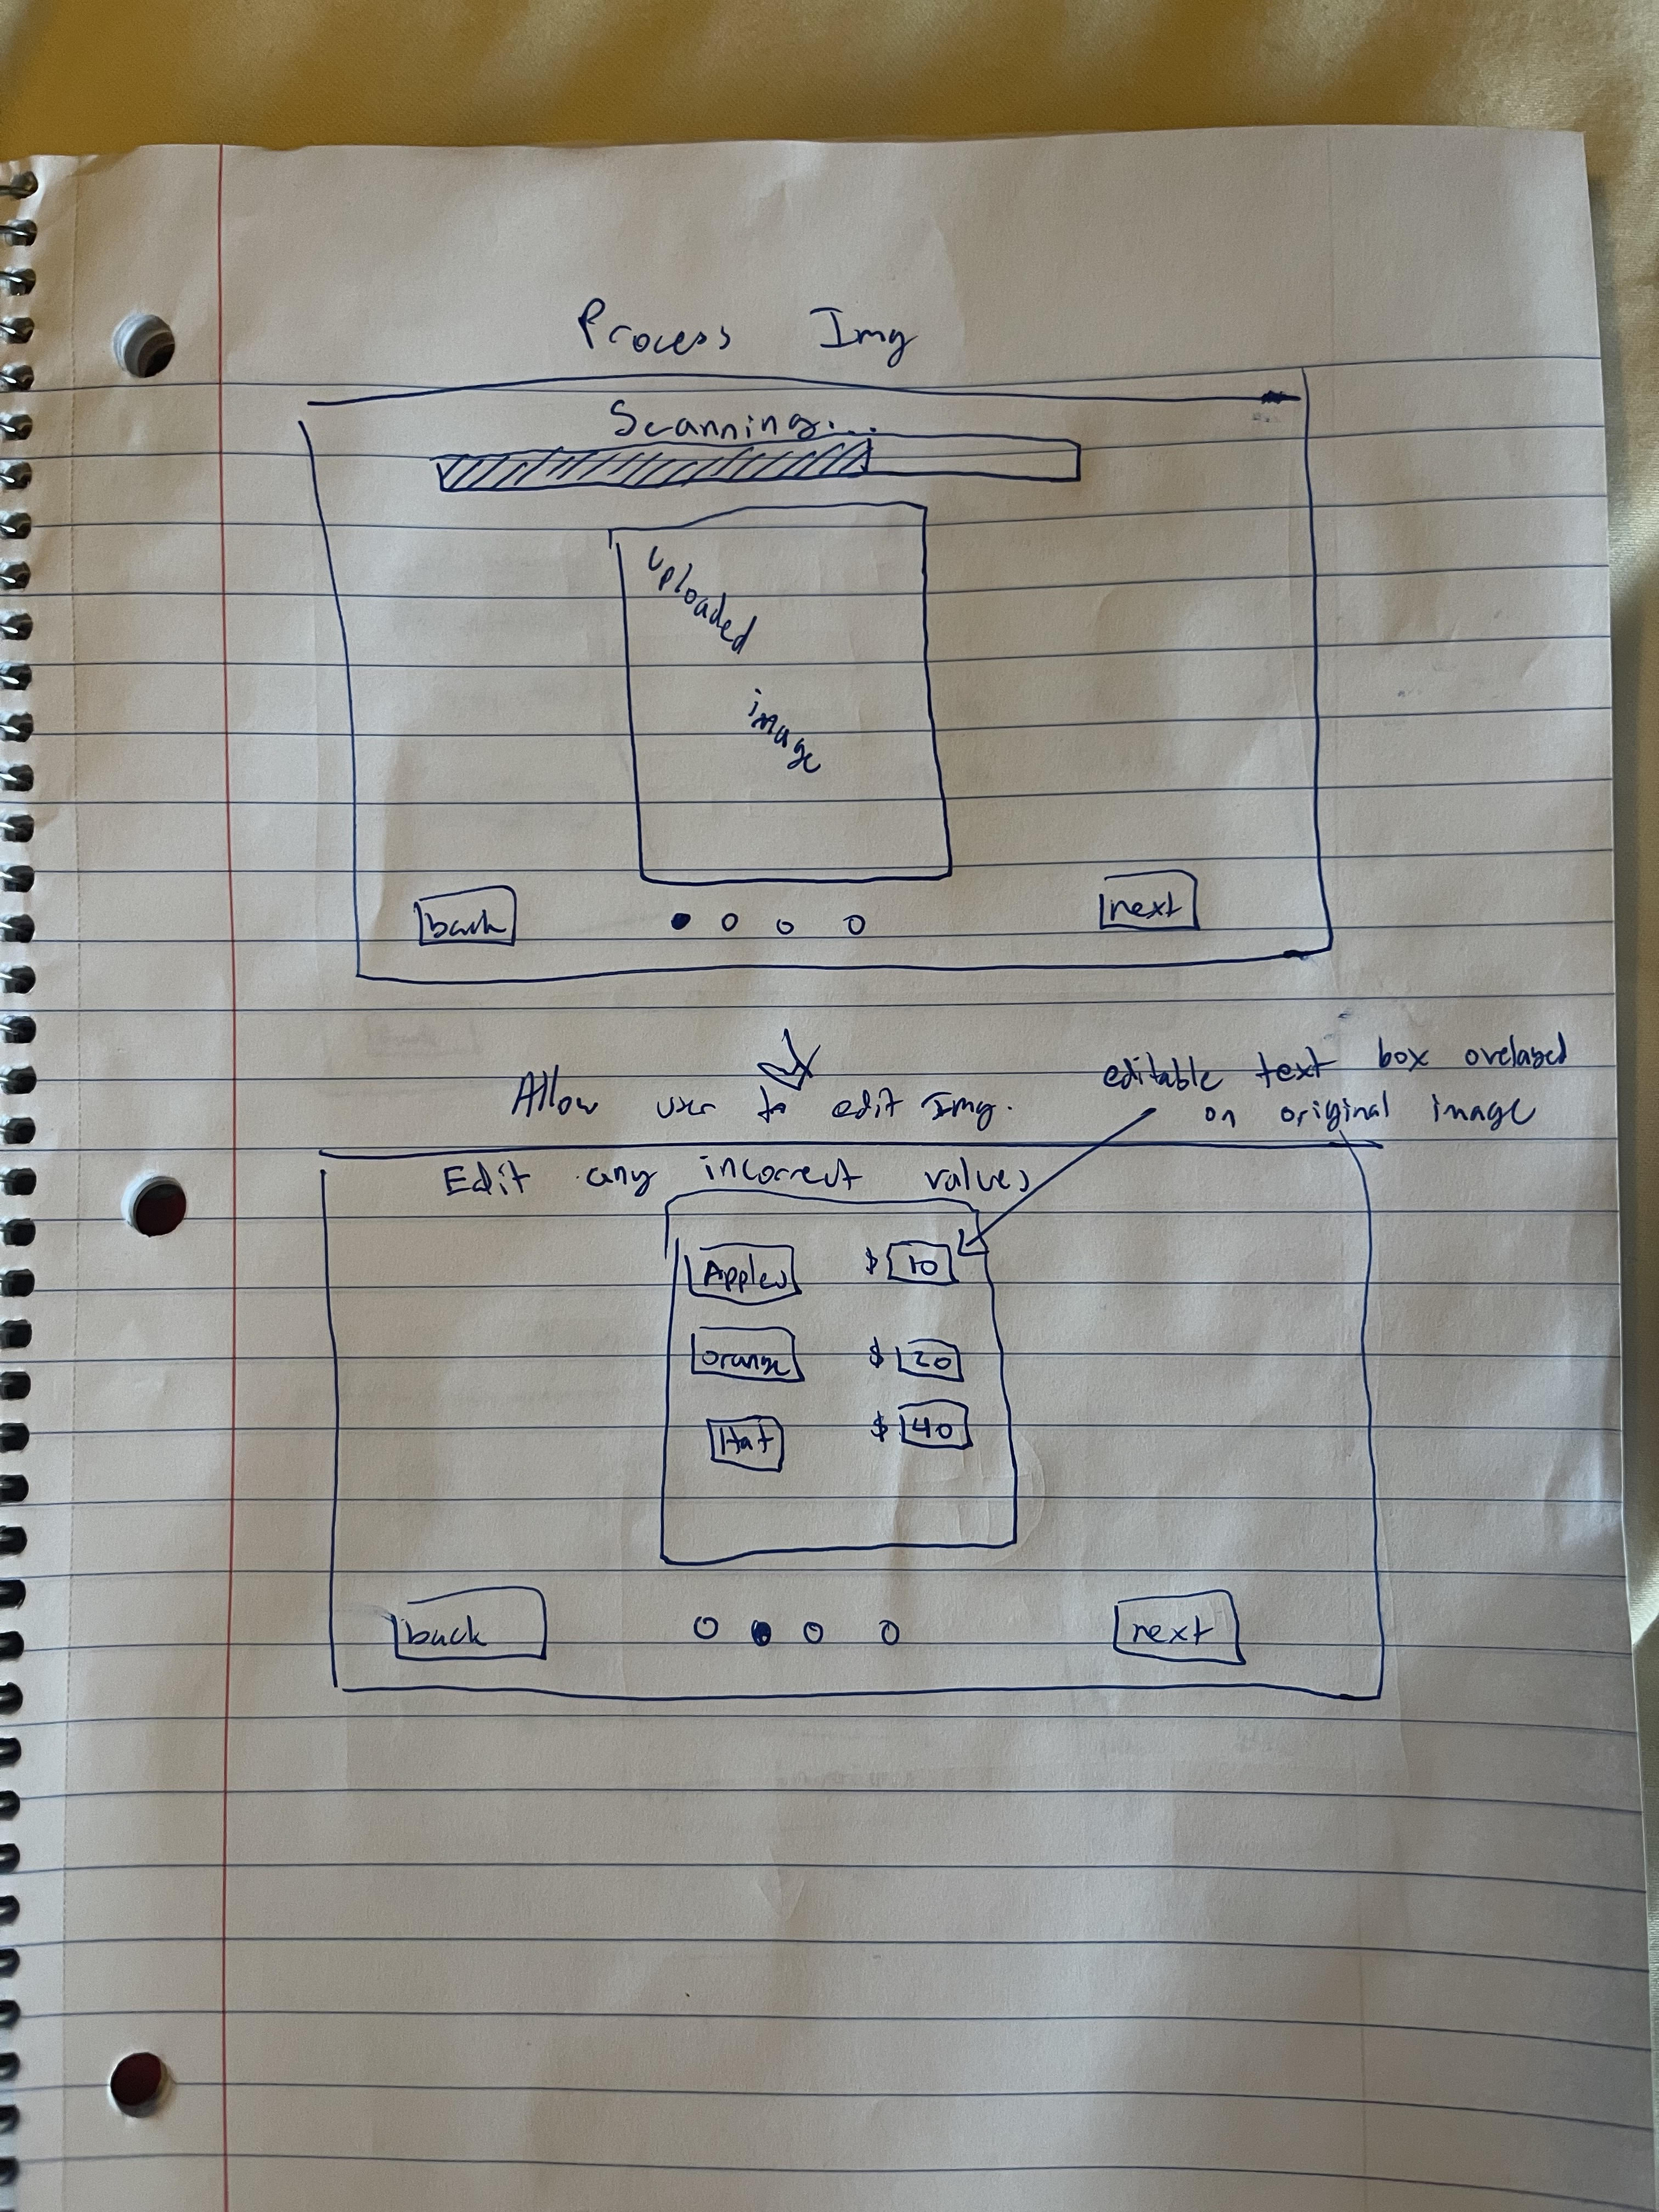 Process Img
Scanning...
Uploaded
image
back
next
Allow user to edit Img.
editable text box ovelayed
on original image
Edit any incorrect values
Apples $ 10
Orange $ 20
Hat $ 40
back
next